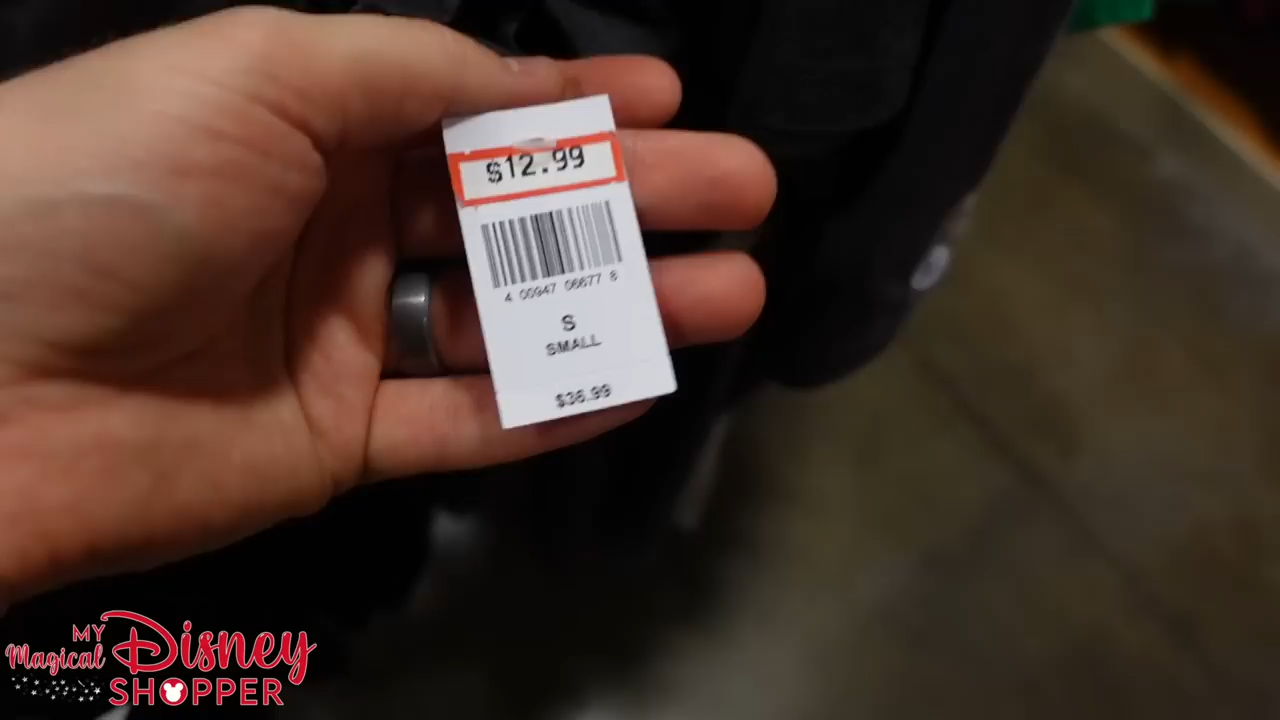 $12.99
4 00947 06677 8
S
SMALL
$36.99
MY
Magical Disney
SHOPPER